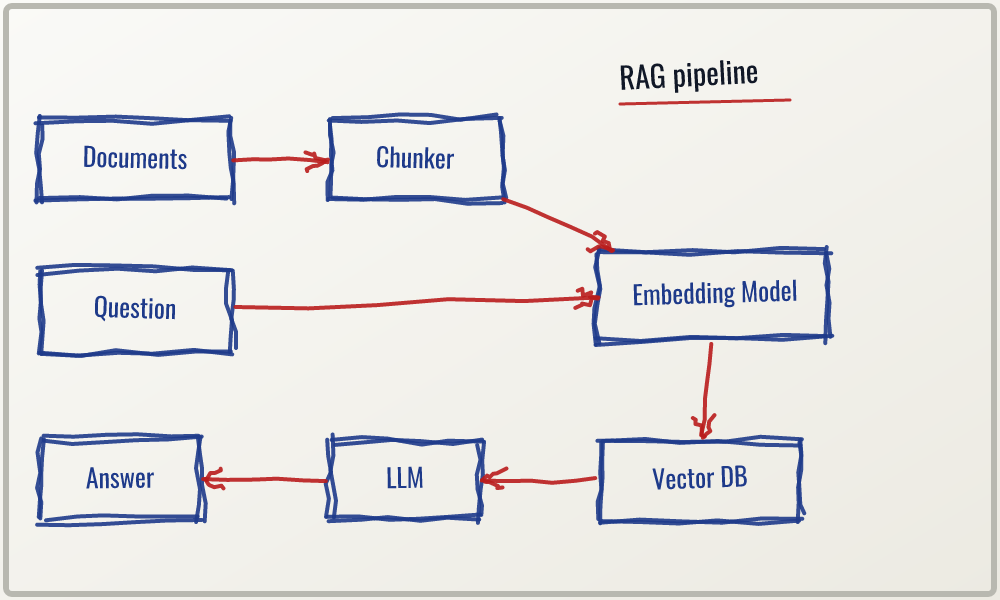 RAG pipeline
Documents
Chunker
Question
Embedding Model
Answer
LLM
Vector DB